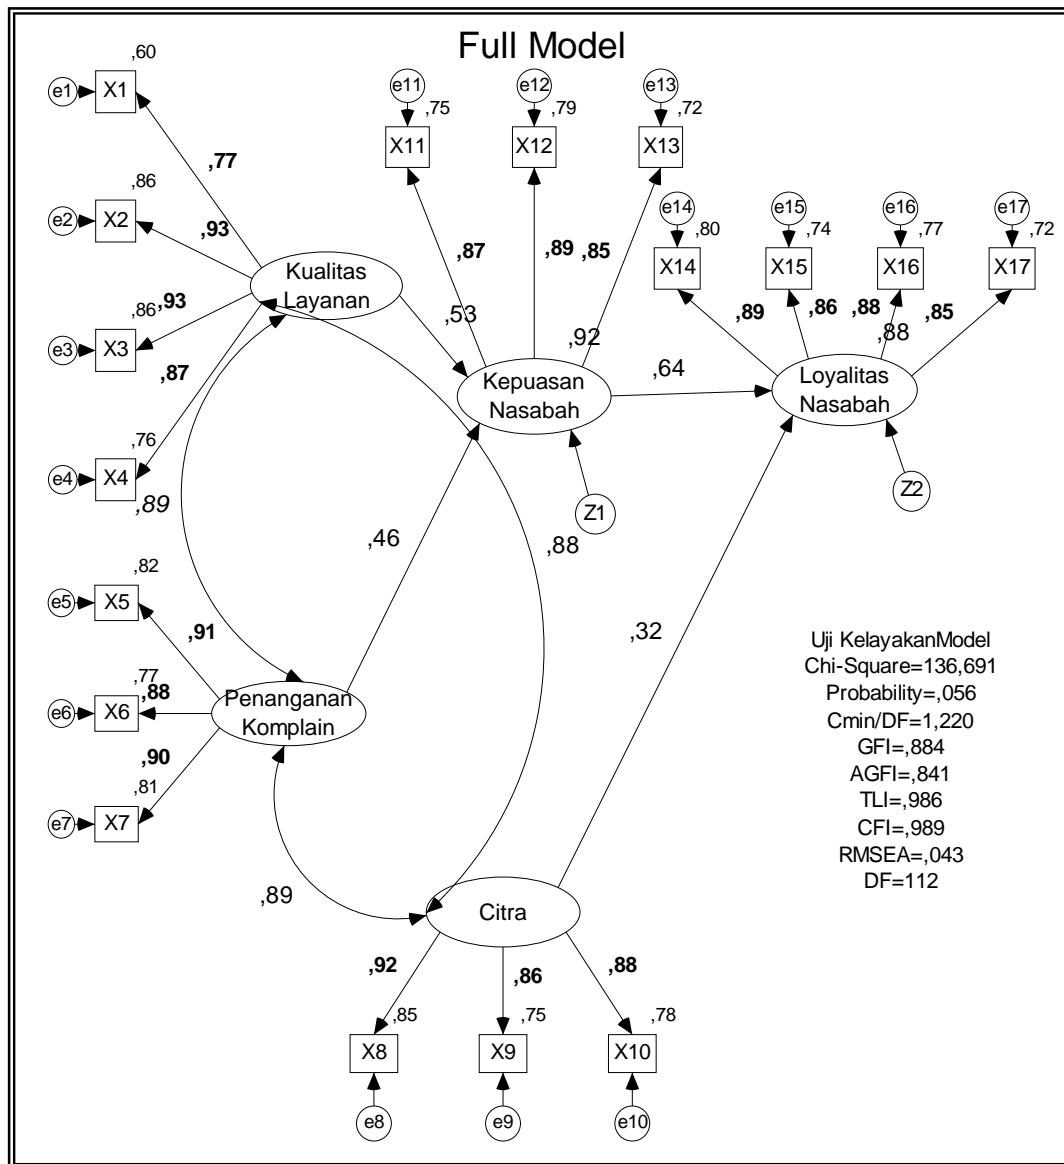 Full Model
,60
e1
X1
,77
,86
e2
X2
,93
,86
e3
X3
,93
,76
e4
X4
,87
Kualitas
Layanan
e11
,75
X11
,87
e12
,79
X12
,89
e13
,72
X13
,85
e14
,80
X14
,89
e15
,74
X15
,86
e16
,77
X16
,88
e17
,72
X17
,85
,53
,92
Kepuasan
Nasabah
,64
,88
Loyalitas
Nasabah
Z1
Z2
,89
,46
,88
,32
,82
e5
X5
,91
,77
e6
X6
,88
,81
e7
X7
,90
Penanganan
Komplain
,89
Citra
,92
,86
,88
,85
X8
e8
,75
X9
e9
,78
X10
e10
Uji KelayakanModel
Chi-Square=136,691
Probability=,056
Cmin/DF=1,220
GFI=,884
AGFI=,841
TLI=,986
CFI=,989
RMSEA=,043
DF=112